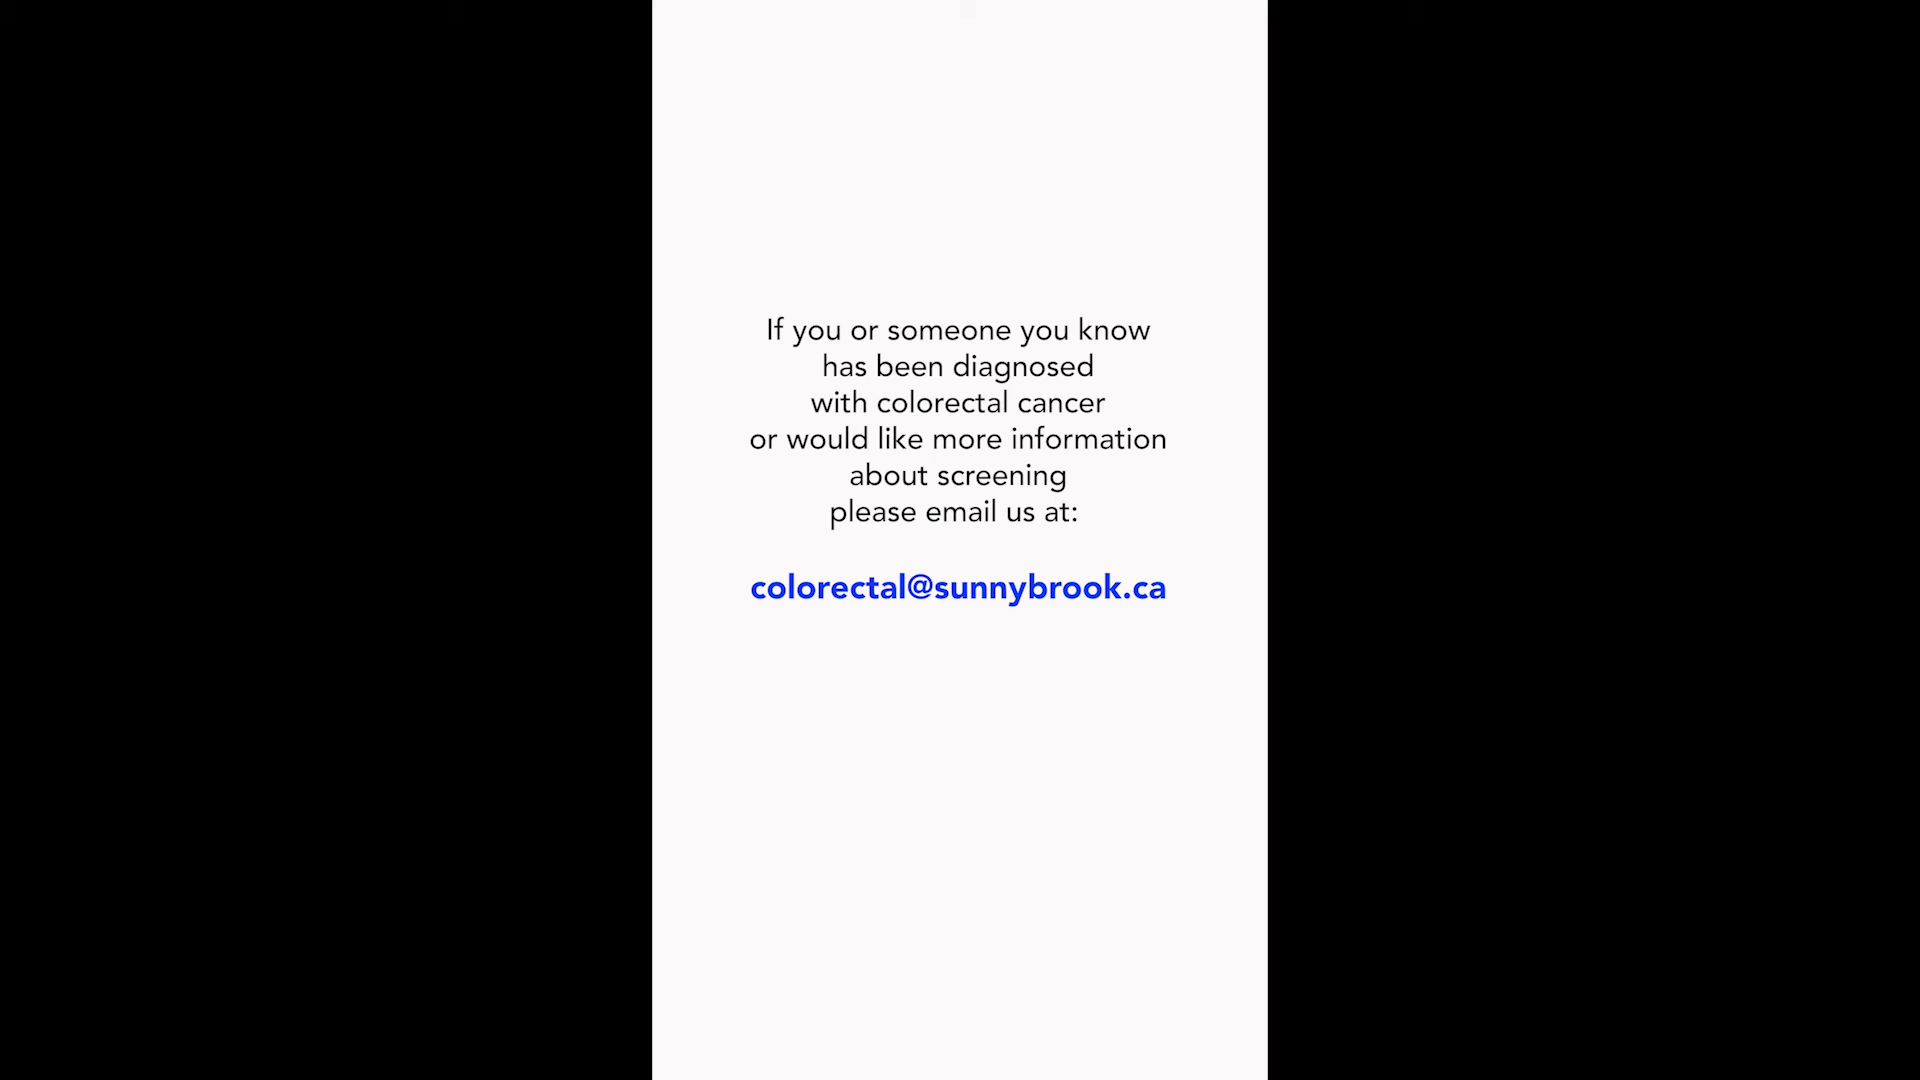 If you or someone you know
has been diagnosed
with colorectal cancer
or would like more information
about screening
please email us at:
colorectal@sunnybrook.ca